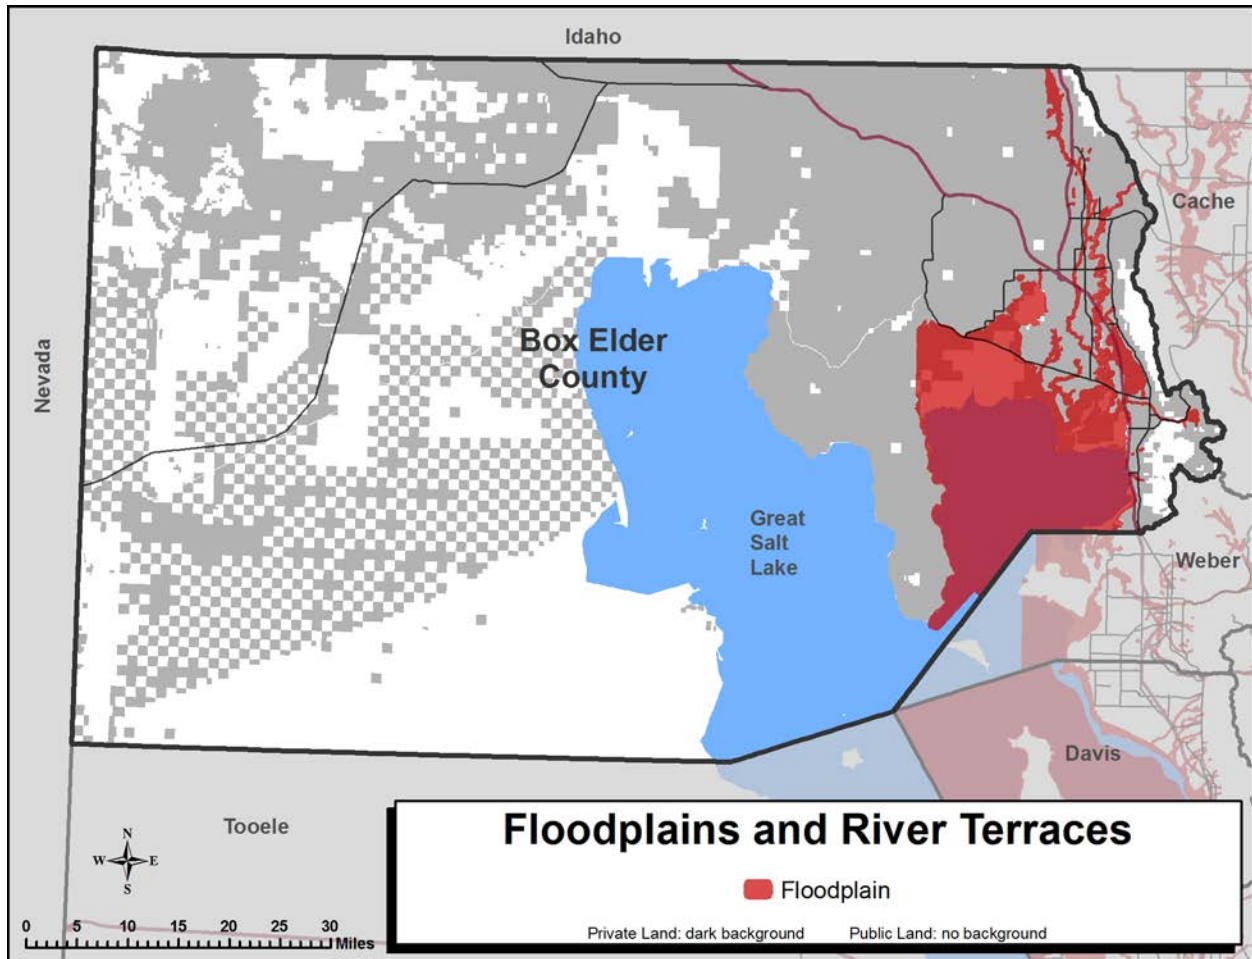 Idaho
Cache
Nevada
Box Elder
County
Great
Salt
Lake
Weber
Davis
Tooele
N
W E
S
0 5 10 15 20 25 30
Miles
Floodplains and River Terraces
Floodplain
Private Land: dark background Public Land: no background